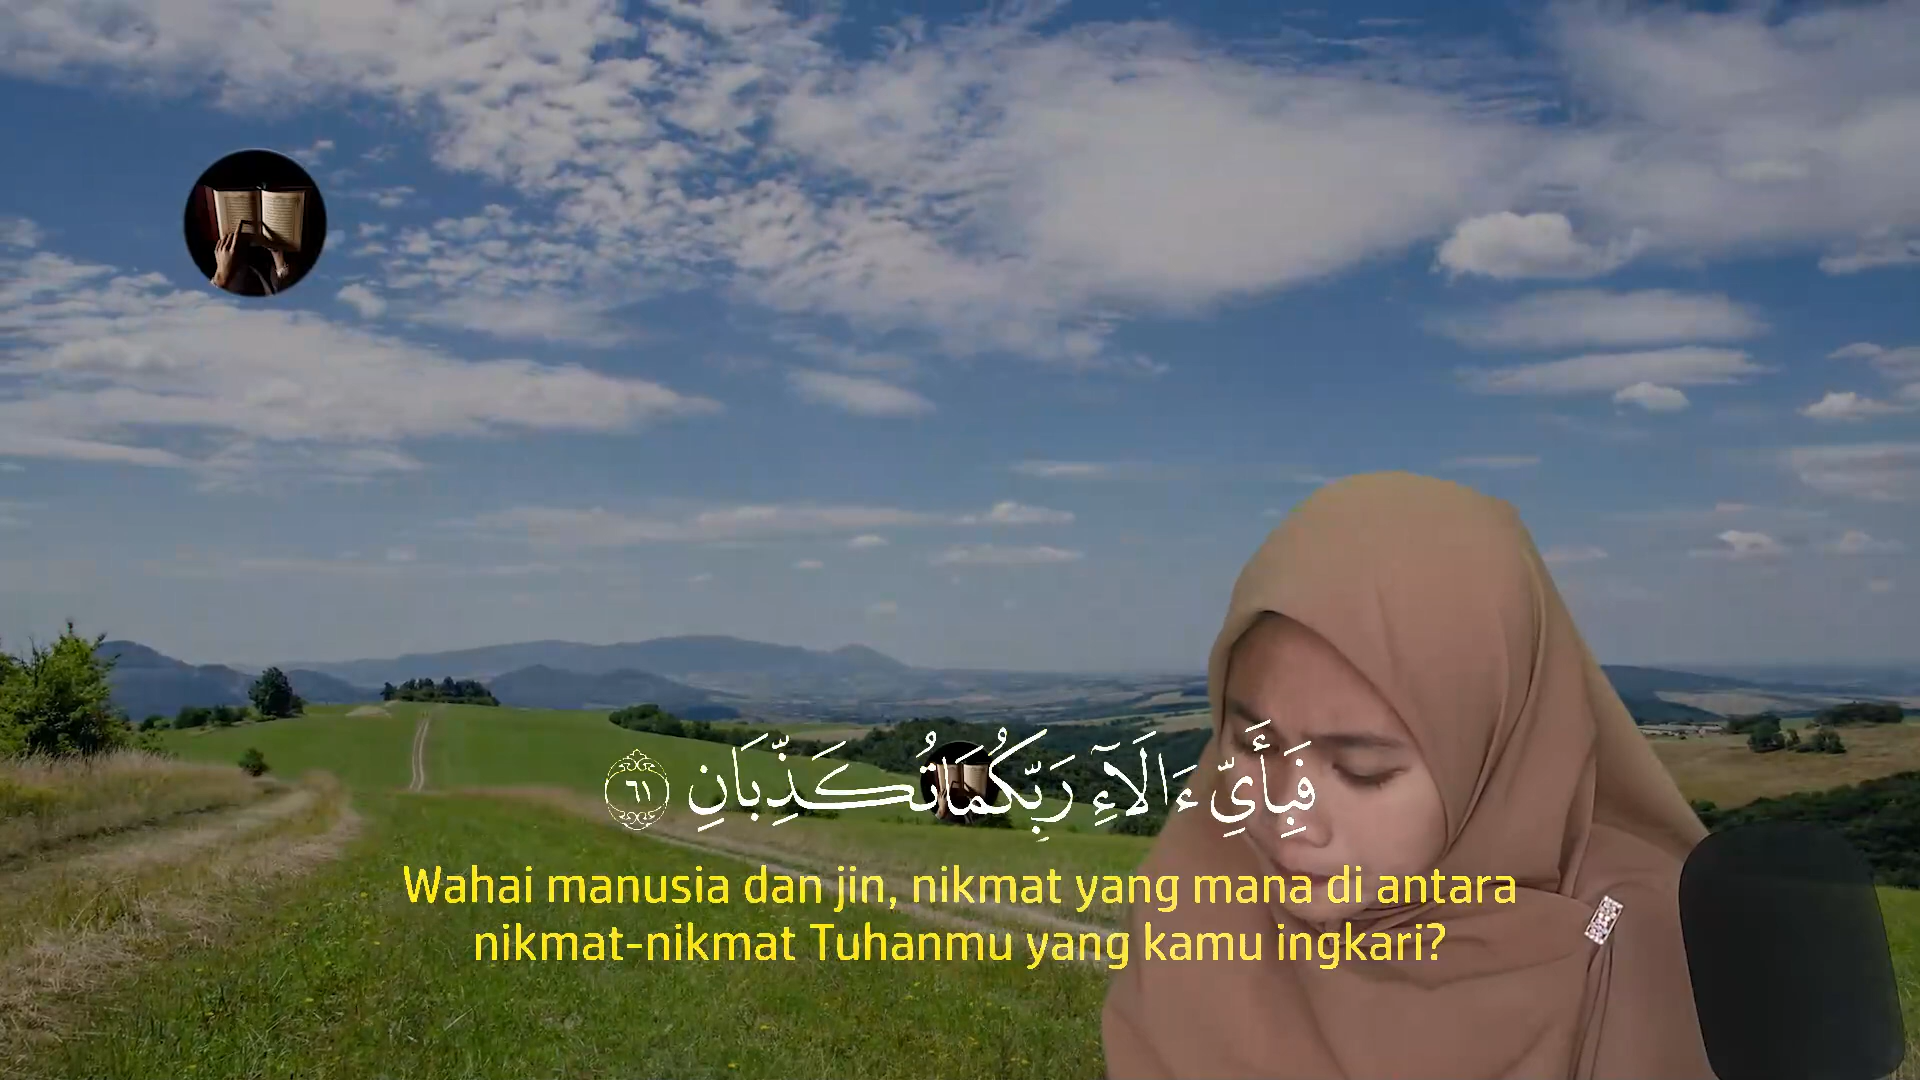 فَبِأَيِّ ءَالَآءِ رَبِّكُمَا تُكَذِّبَانِ ٦١
Wahai manusia dan jin, nikmat yang mana di antara
nikmat-nikmat Tuhanmu yang kamu ingkari?